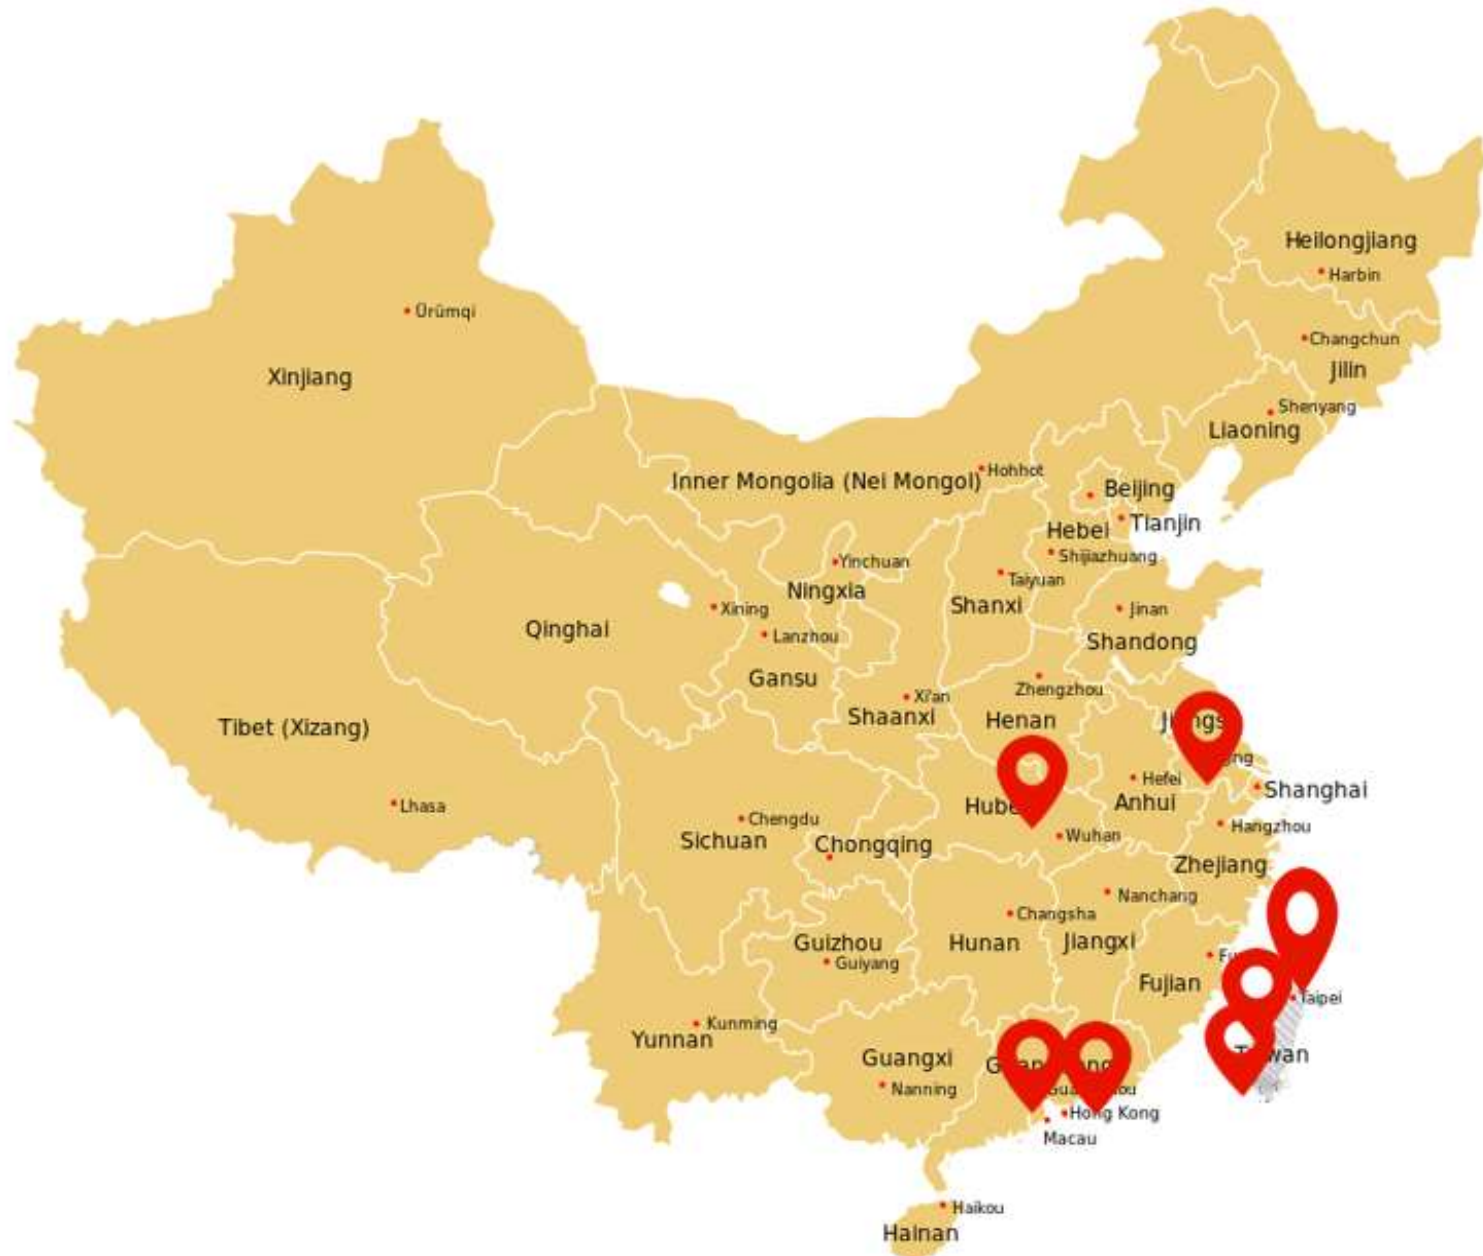 Heilongjiang
Harbin
Ürümqi
Changchun
Jilin
Xinjiang
Shenyang
Liaoning
Hohhot
Inner Mongolia (Nei Mongol)
Beijing
Tianjin
Hebei
Shijiazhuang
Yinchuan
Taiyuan
Ningxia
Shanxi
Xining
Jinan
Qinghai
Lanzhou
Shandong
Gansu
Zhengzhou
Xi'an
Shaanxi
Henan
Tibet (Xizang)
Hefei
Shanghai
Anhui
Lhasa
Chengdu
Wuhan
Hangzhou
Sichuan
Chongqing
Zhejiang
Nanchang
Changsha
Guizhou
Hunan
Jiangxi
Guiyang
Fujian
Taipei
Kunming
Yunnan
Guangxi
Nanning
Hong Kong
Macau
Haikou
Hainan